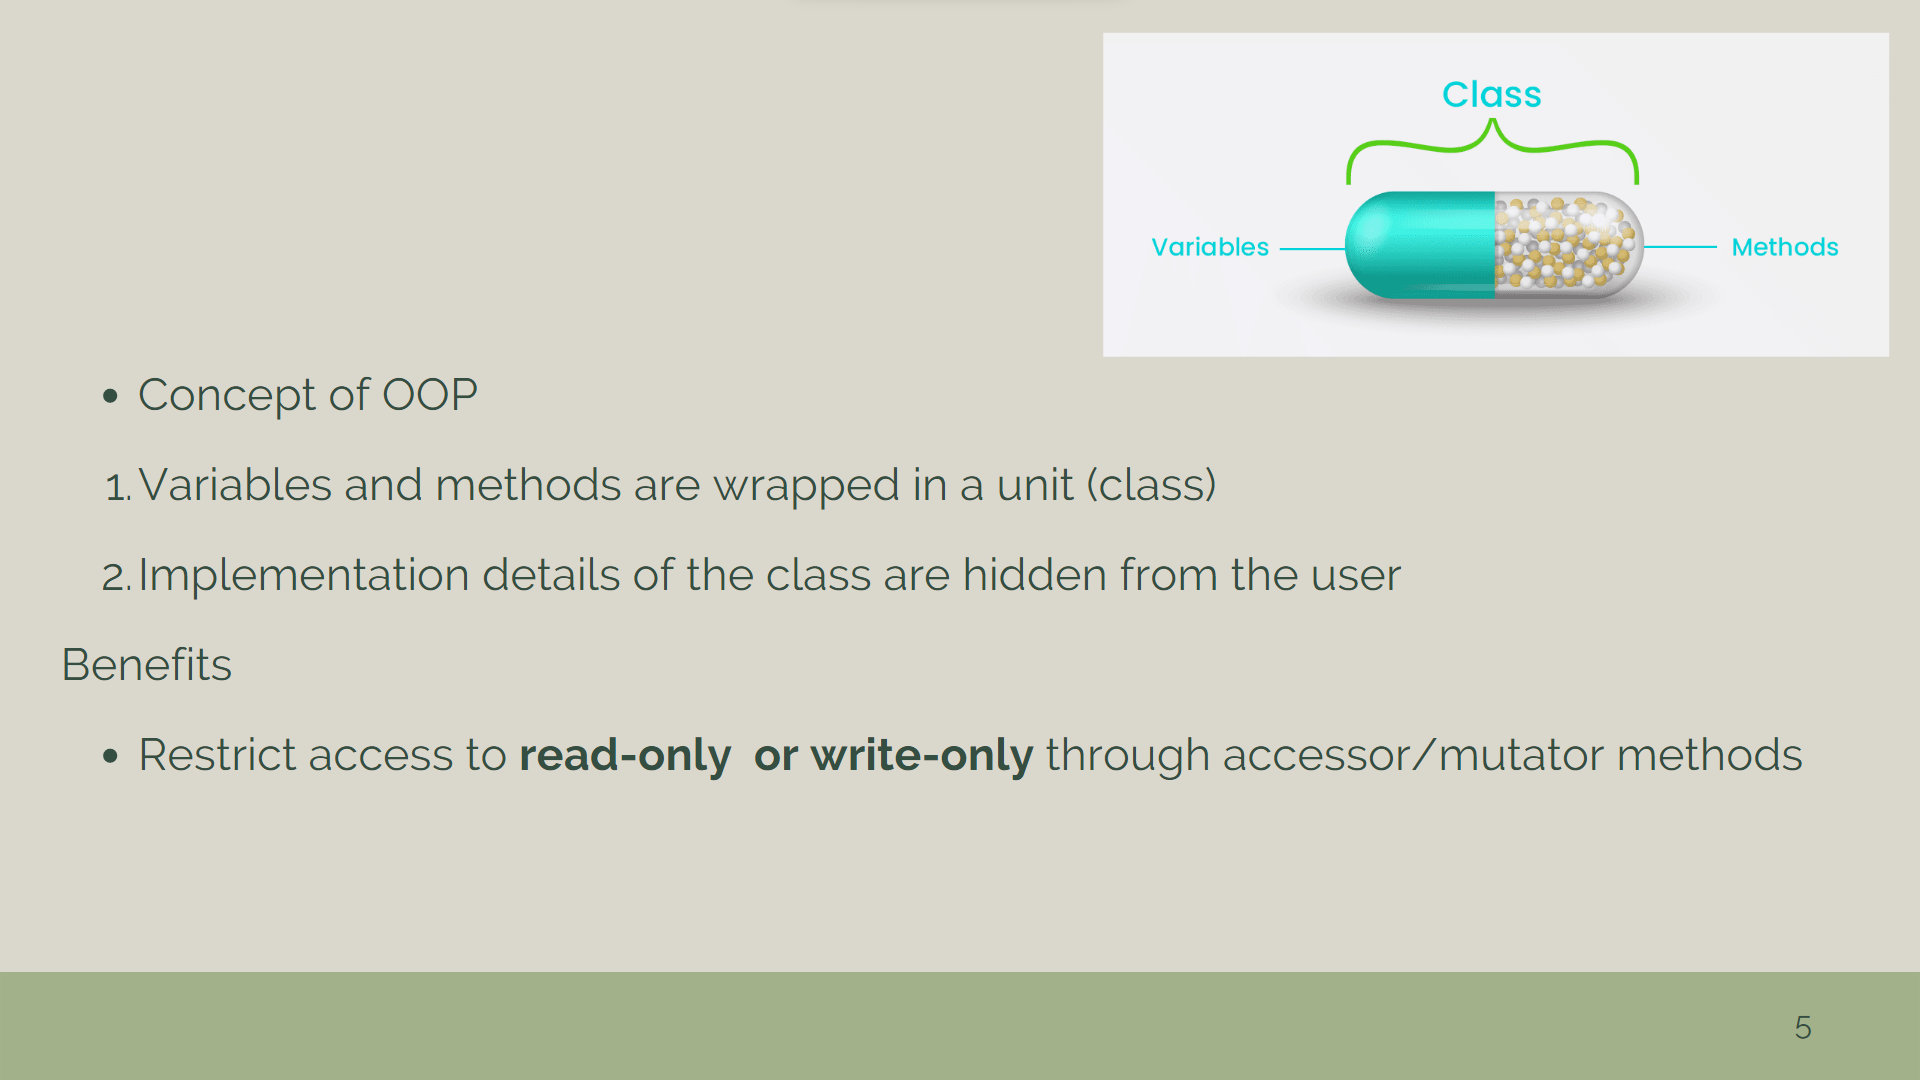 Class
Variables
Methods
• Concept of OOP
1. Variables and methods are wrapped in a unit (class)
2. Implementation details of the class are hidden from the user
Benefits
• Restrict access to read-only  or write-only through accessor/mutator methods
5